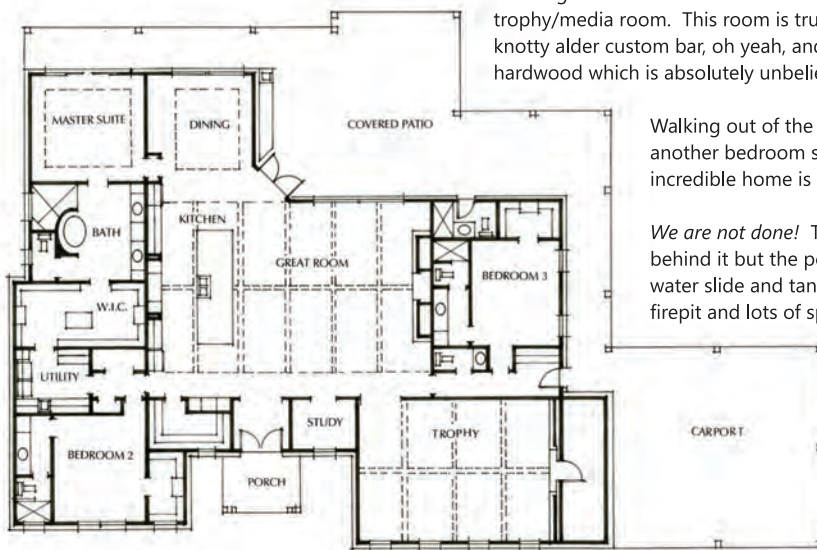 trophy/media room. This room is tru
knotty alder custom bar, oh yeah, and
hardwood which is absolutely unbelie
Walking out of the
another bedroom s
incredible home is
We are not done! T
behind it but the po
water slide and tan
firepit and lots of sp
MASTER SUITE
DINING
COVERED PATIO
KITCHEN
BATH
GREAT ROOM
BEDROOM 3
W.I.C.
UTILITY
STUDY
TROPHY
CARPORT
BEDROOM 2
PORCH